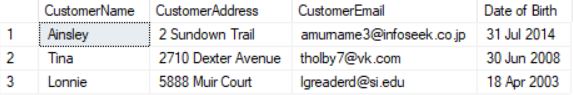 CustomerName CustomerAddress CustomerEmail Date of Birth
1 Ainsley 2 Sundown Trail amurname3@infoseek.co.jp 31 Jul 2014
2 Tina 2710 Dexter Avenue tholby7@vk.com 30 Jun 2008
3 Lonnie 5888 Muir Court lgreaderd@si.edu 18 Apr 2003